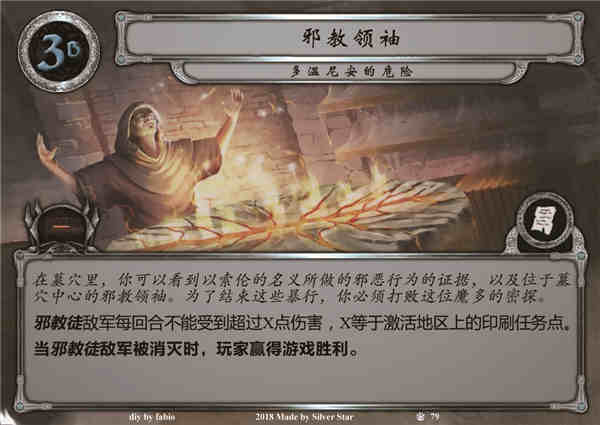 3B
邪教领袖
多温尼安的危险
在墓穴里，你可以看到以索伦的名义所做的邪恶行为的证据，以及位于墓
穴中心的邪教领袖。为了结束这些暴行，你必须打败这位魔多的密探。
邪教徒敌军每回合不能受到超过X点伤害，X等于激活地区上的印刷任务点。
当邪教徒敌军被消灭时，玩家赢得游戏胜利。
diy by fabio 2018 Made by Silver Star 79